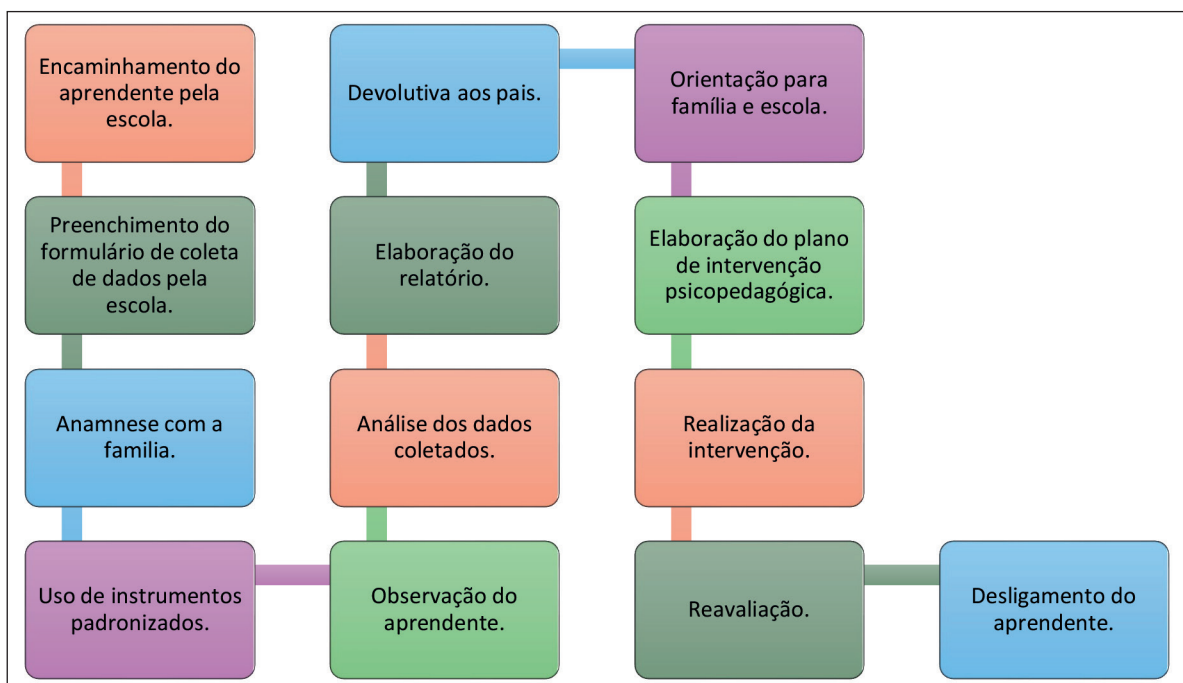 Encaminhamento do
aprendente pela
escola.
Preenchimento do
formulário de coleta
de dados pela
escola.
Anamnese com a
familia.
Uso de instrumentos
padronizados.
Observação do
aprendente.
Análise dos dados
coletados.
Elaboração do
relatório.
Devolutiva aos pais.
Orientação para
família e escola.
Elaboração do plano
de intervenção
psicopedagógica.
Realização da
intervenção.
Reavaliação.
Desligamento do
aprendente.